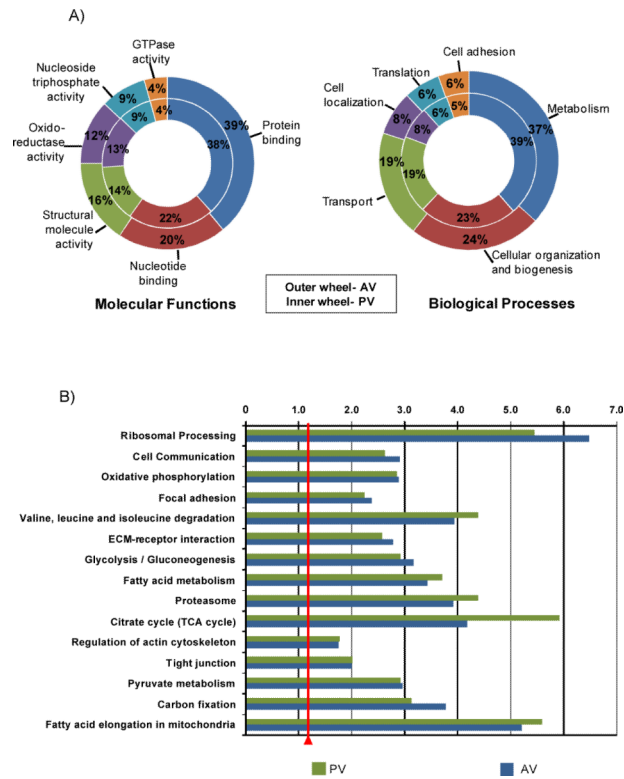 A)
GTPase
activity
Nucleoside
triphosphate
activity
Oxido-
reductase
activity
Structural
molecule
activity
Nucleotide
binding
Protein
binding
4%
4%
9%
9%
12%
13%
14%
16%
22%
20%
39%
38%
Molecular Functions
Cell adhesion
Translation
Cell
localization
Transport
Metabolism
Cellular organization
and biogenesis
6%
5%
6%
6%
8%
8%
19%
19%
23%
24%
37%
39%
Biological Processes
Outer wheel- AV
Inner wheel- PV
B)
0 1.0 2.0 3.0 4.0 5.0 6.0 7.0
Ribosomal Processing
Cell Communication
Oxidative phosphorylation
Focal adhesion
Valine, leucine and isoleucine degradation
ECM-receptor interaction
Glycolysis / Gluconeogenesis
Fatty acid metabolism
Proteasome
Citrate cycle (TCA cycle)
Regulation of actin cytoskeleton
Tight junction
Pyruvate metabolism
Carbon fixation
Fatty acid elongation in mitochondria
PV AV